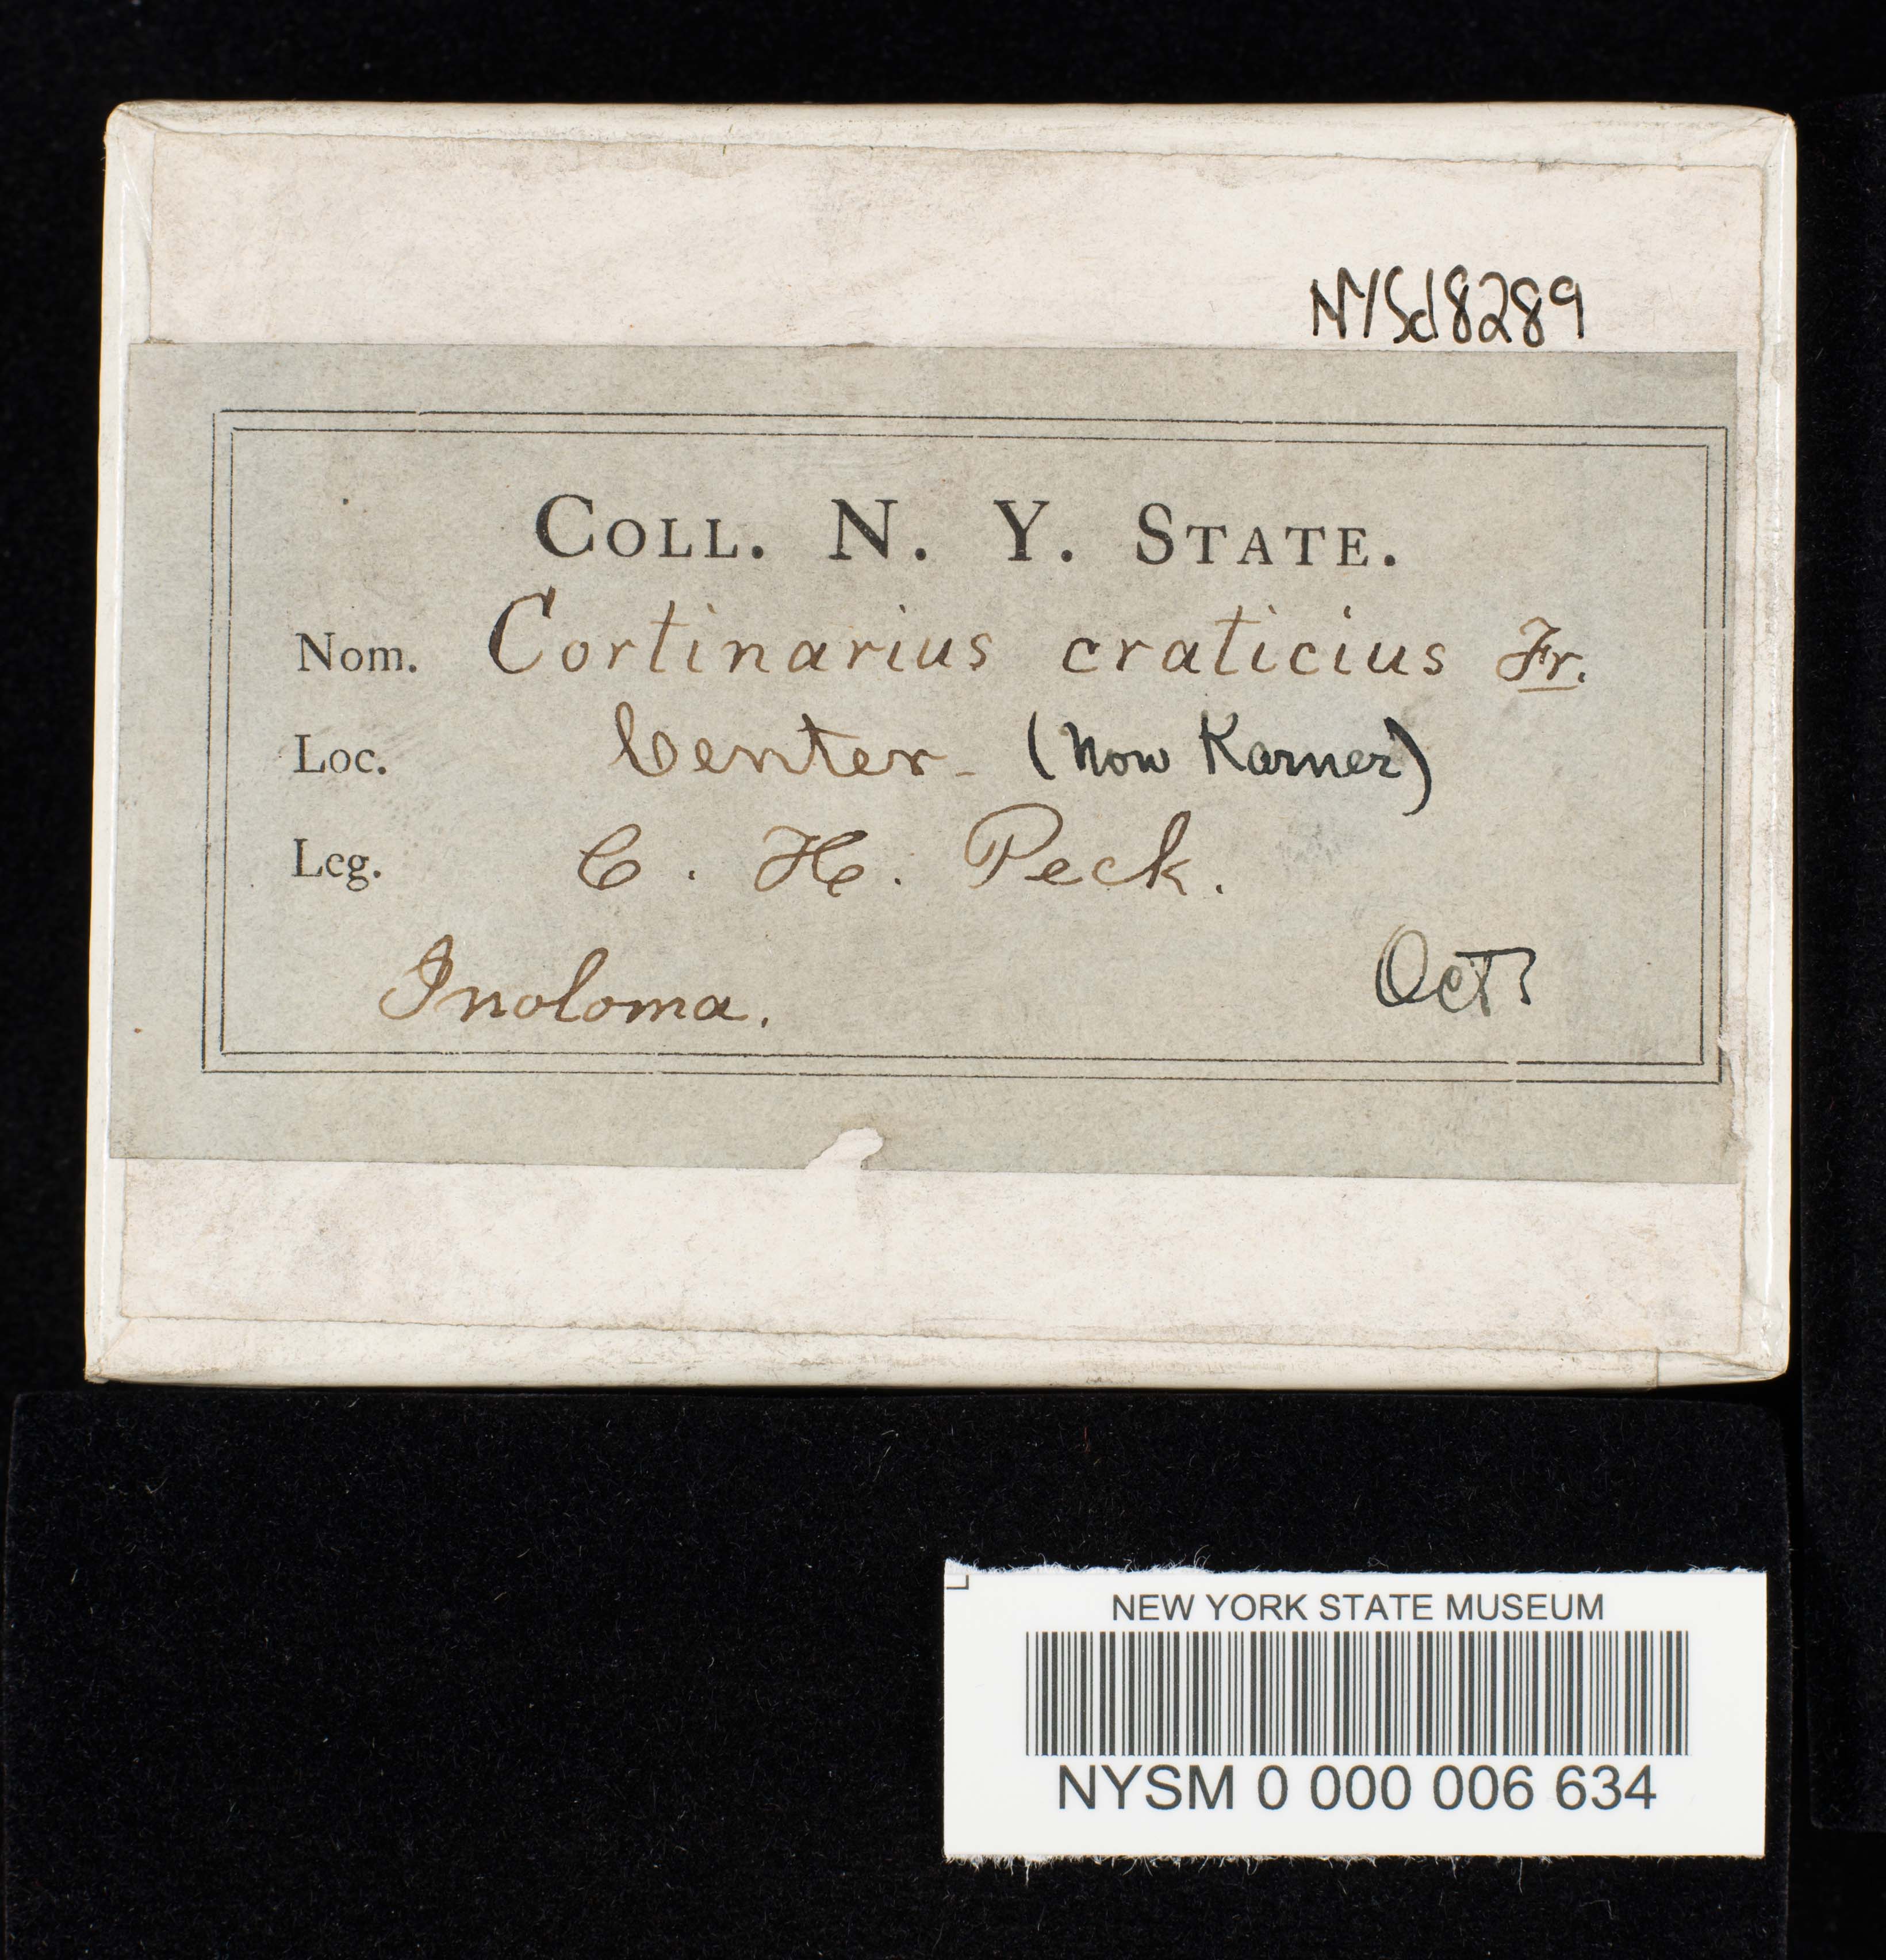 NYSd8289
COLL. N. Y. STATE.
Nom. Cortinarius craticius Fr.
Loc. Center - (Now Karner)
Leg. C. H. Peck.
Inoloma. Oct.
NEW YORK STATE MUSEUM
NYSM 0 000 006 634